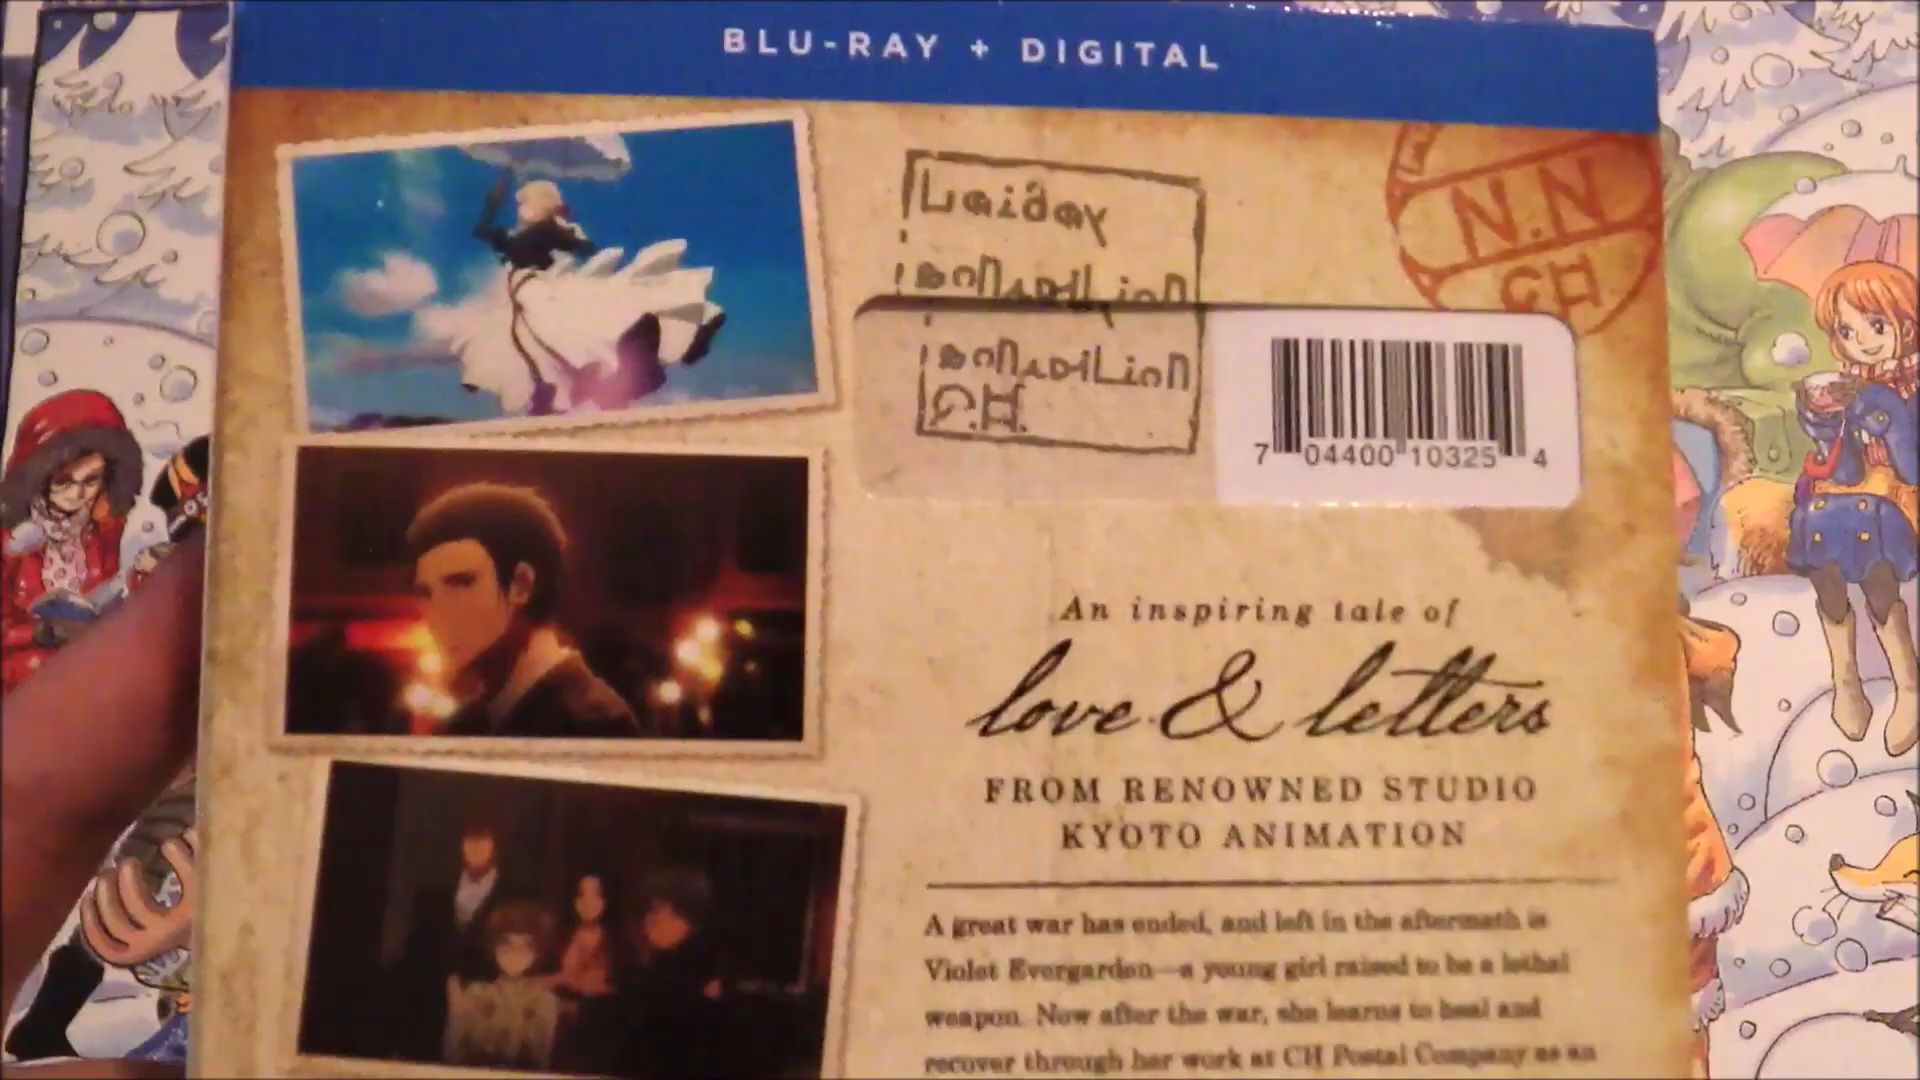 BLU-RAY + DIGITAL
N.N
CH
C.H.
7 04400 10325 4
An inspiring tale of
love & letters
FROM RENOWNED STUDIO
KYOTO ANIMATION
A great war has ended, and left in the aftermath is
Violet Evergarden—a young girl raised to be a lethal
weapon. Now after the war, she learns to heal and
recover through her work at CH Postal Company as an